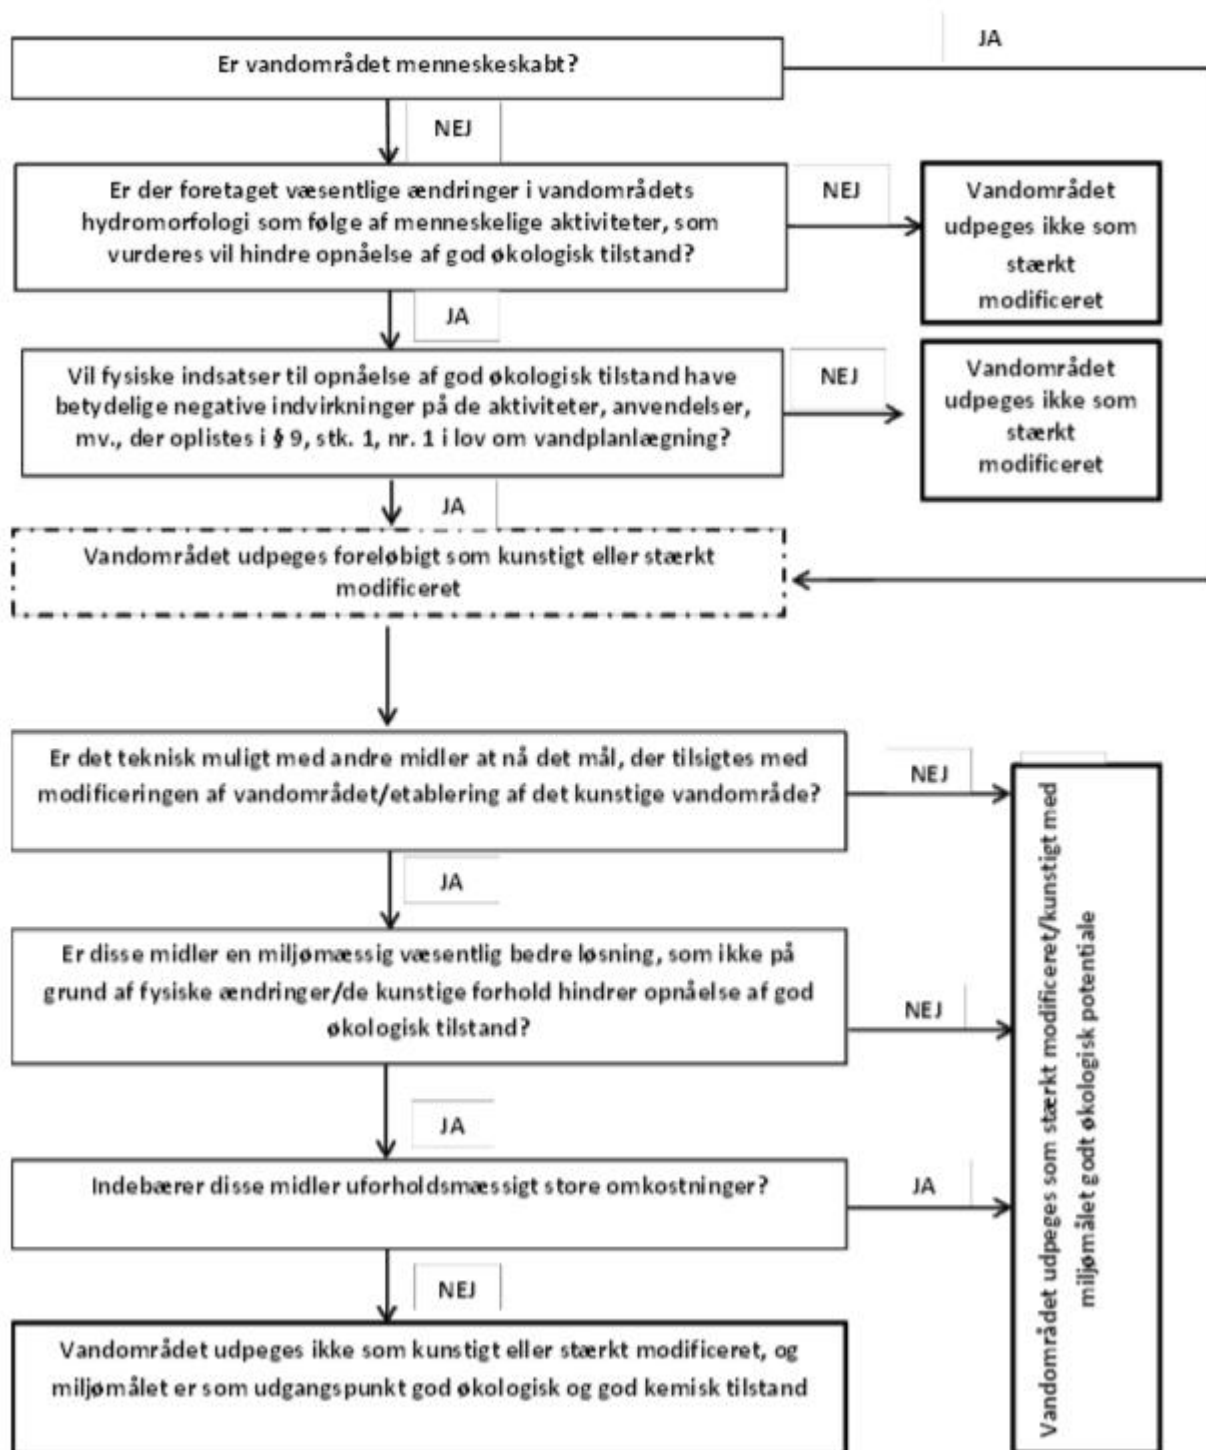 JA
Er vandområdet menneskeskabt?
NEJ
Er der foretaget væsentlige ændringer i vandområdets
hydromorfologi som følge af menneskelige aktiviteter, som
vurderes vil hindre opnåelse af god økologisk tilstand?
NEJ
Vandområdet
udpeges ikke som
stærkt
modificeret
JA
Vil fysiske indsatser til opnåelse af god økologisk tilstand have
betydelige negative indvirkninger på de aktiviteter, anvendelser,
mv., der oplistes i § 9, stk. 1, nr. 1 i lov om vandplanlægning?
NEJ
Vandområdet
udpeges ikke som
stærkt
modificeret
JA
Vandområdet udpeges foreløbigt som kunstigt eller stærkt
modificeret
Er det teknisk muligt med andre midler at nå det mål, der tilsigtes med
modificeringen af vandområdet/etablering af det kunstige vandområde?
NEJ
JA
Er disse midler en miljømæssig væsentlig bedre løsning, som ikke på
grund af fysiske ændringer/de kunstige forhold hindrer opnåelse af god
økologisk tilstand?
NEJ
JA
Indebærer disse midler uforholdsmæssigt store omkostninger?
JA
NEJ
Vandområdet udpeges ikke som kunstigt eller stærkt modificeret, og
miljømålet er som udgangspunkt god økologisk og god kemisk tilstand
Vandområdet udpeges som stærkt modificeret/kunstigt med
miljømålet godt økologisk potentiale